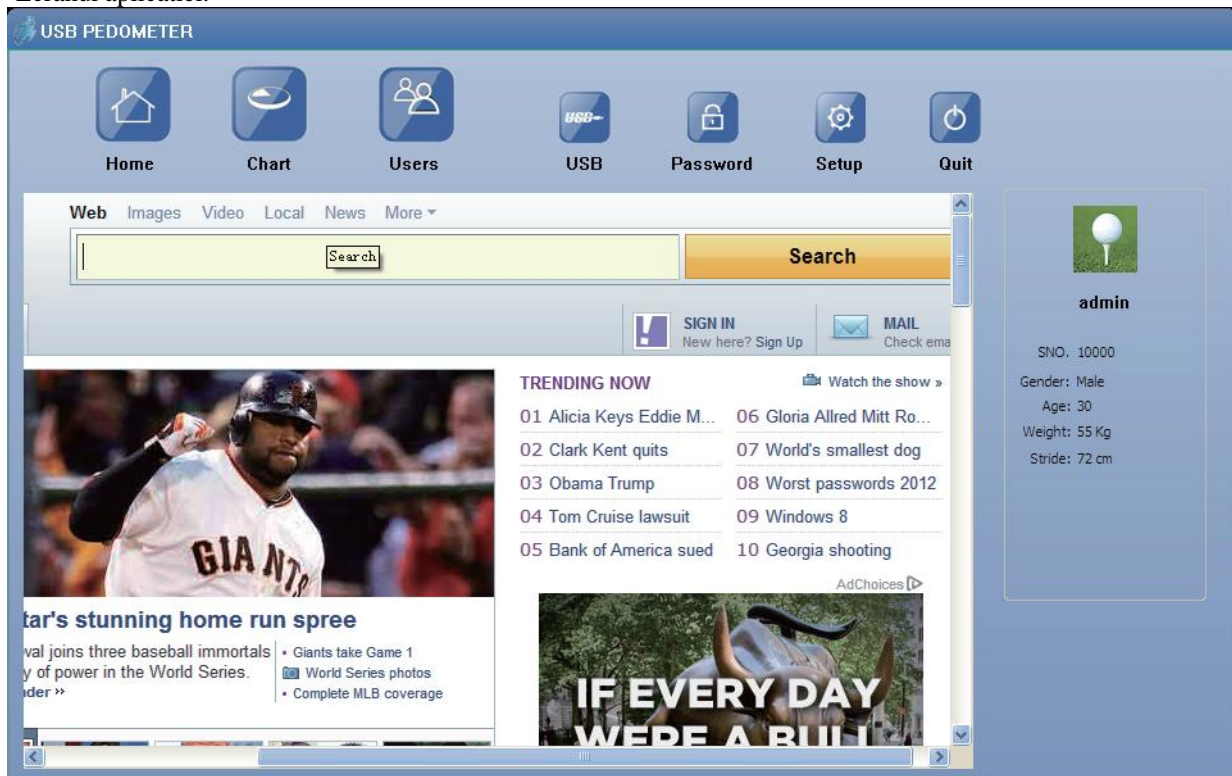 USB PEDOMETER
Home Chart Users USB Password Setup Quit
Web Images Video Local News More
Search
Search
SIGN IN
New here? Sign Up
MAIL
Check ema
TRENDING NOW
Watch the show »
01 Alicia Keys Eddie M...
02 Clark Kent quits
03 Obama Trump
04 Tom Cruise lawsuit
05 Bank of America sued
06 Gloria Allred Mitt Ro...
07 World's smallest dog
08 Worst passwords 2012
09 Windows 8
10 Georgia shooting
AdChoices
GIANTS
tar's stunning home run spree
val joins three baseball immortals
y of power in the World Series.
der »
• Giants take Game 1
World Series photos
• Complete MLB coverage
IF EVERY DAY
WERE A BULL
admin
SNO. 10000
Gender: Male
Age: 30
Weight: 55 Kg
Stride: 72 cm